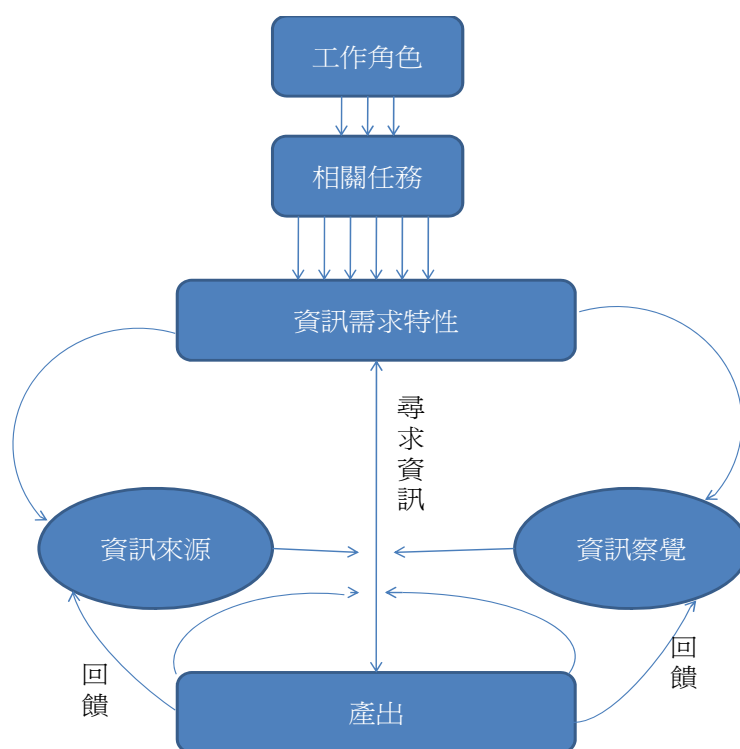 工作角色
相關任務
資訊需求特性
尋求資訊
資訊來源
資訊察覺
回饋
回饋
產出